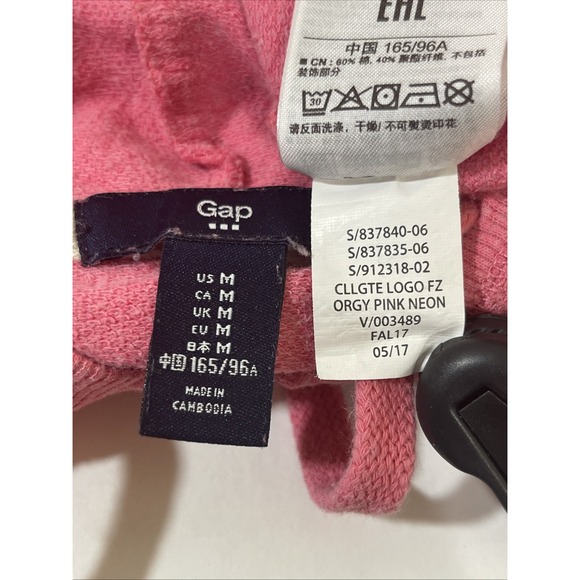 EAC
中国 165/96A
CN: 60% 棉, 40% 聚酯纤维, 不包括
装饰部分
30
请反面洗涤, 干燥/ 不可熨烫印花
Gap
US M
CA M
UK M
EU M
日本 M
中国 165/96A
MADE IN
CAMBODIA
S/837840-06
S/837835-06
S/912318-02
CLLGTE LOGO FZ
ORGY PINK NEON
V/003489
FAL17
05/17